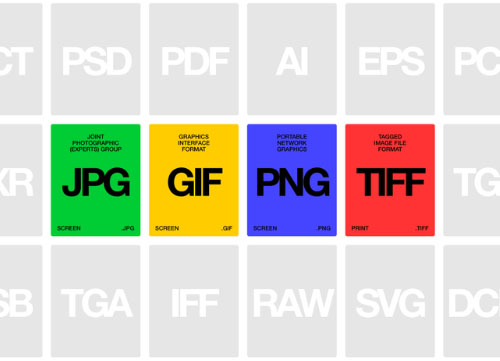 CT PSD PDF AI EPS PC
JOINT
PHOTOGRAPHIC
(EXPERTS) GROUP
JPG
SCREEN .JPG
GRAPHICS
INTERFACE
FORMAT
GIF
SCREEN .GIF
PORTABLE
NETWORK
GRAPHICS
PNG
SCREEN .PNG
TAGGED
IMAGE FILE
FORMAT
TIFF
PRINT .TIFF
XR TG
SB TGA IFF RAW SVG DC